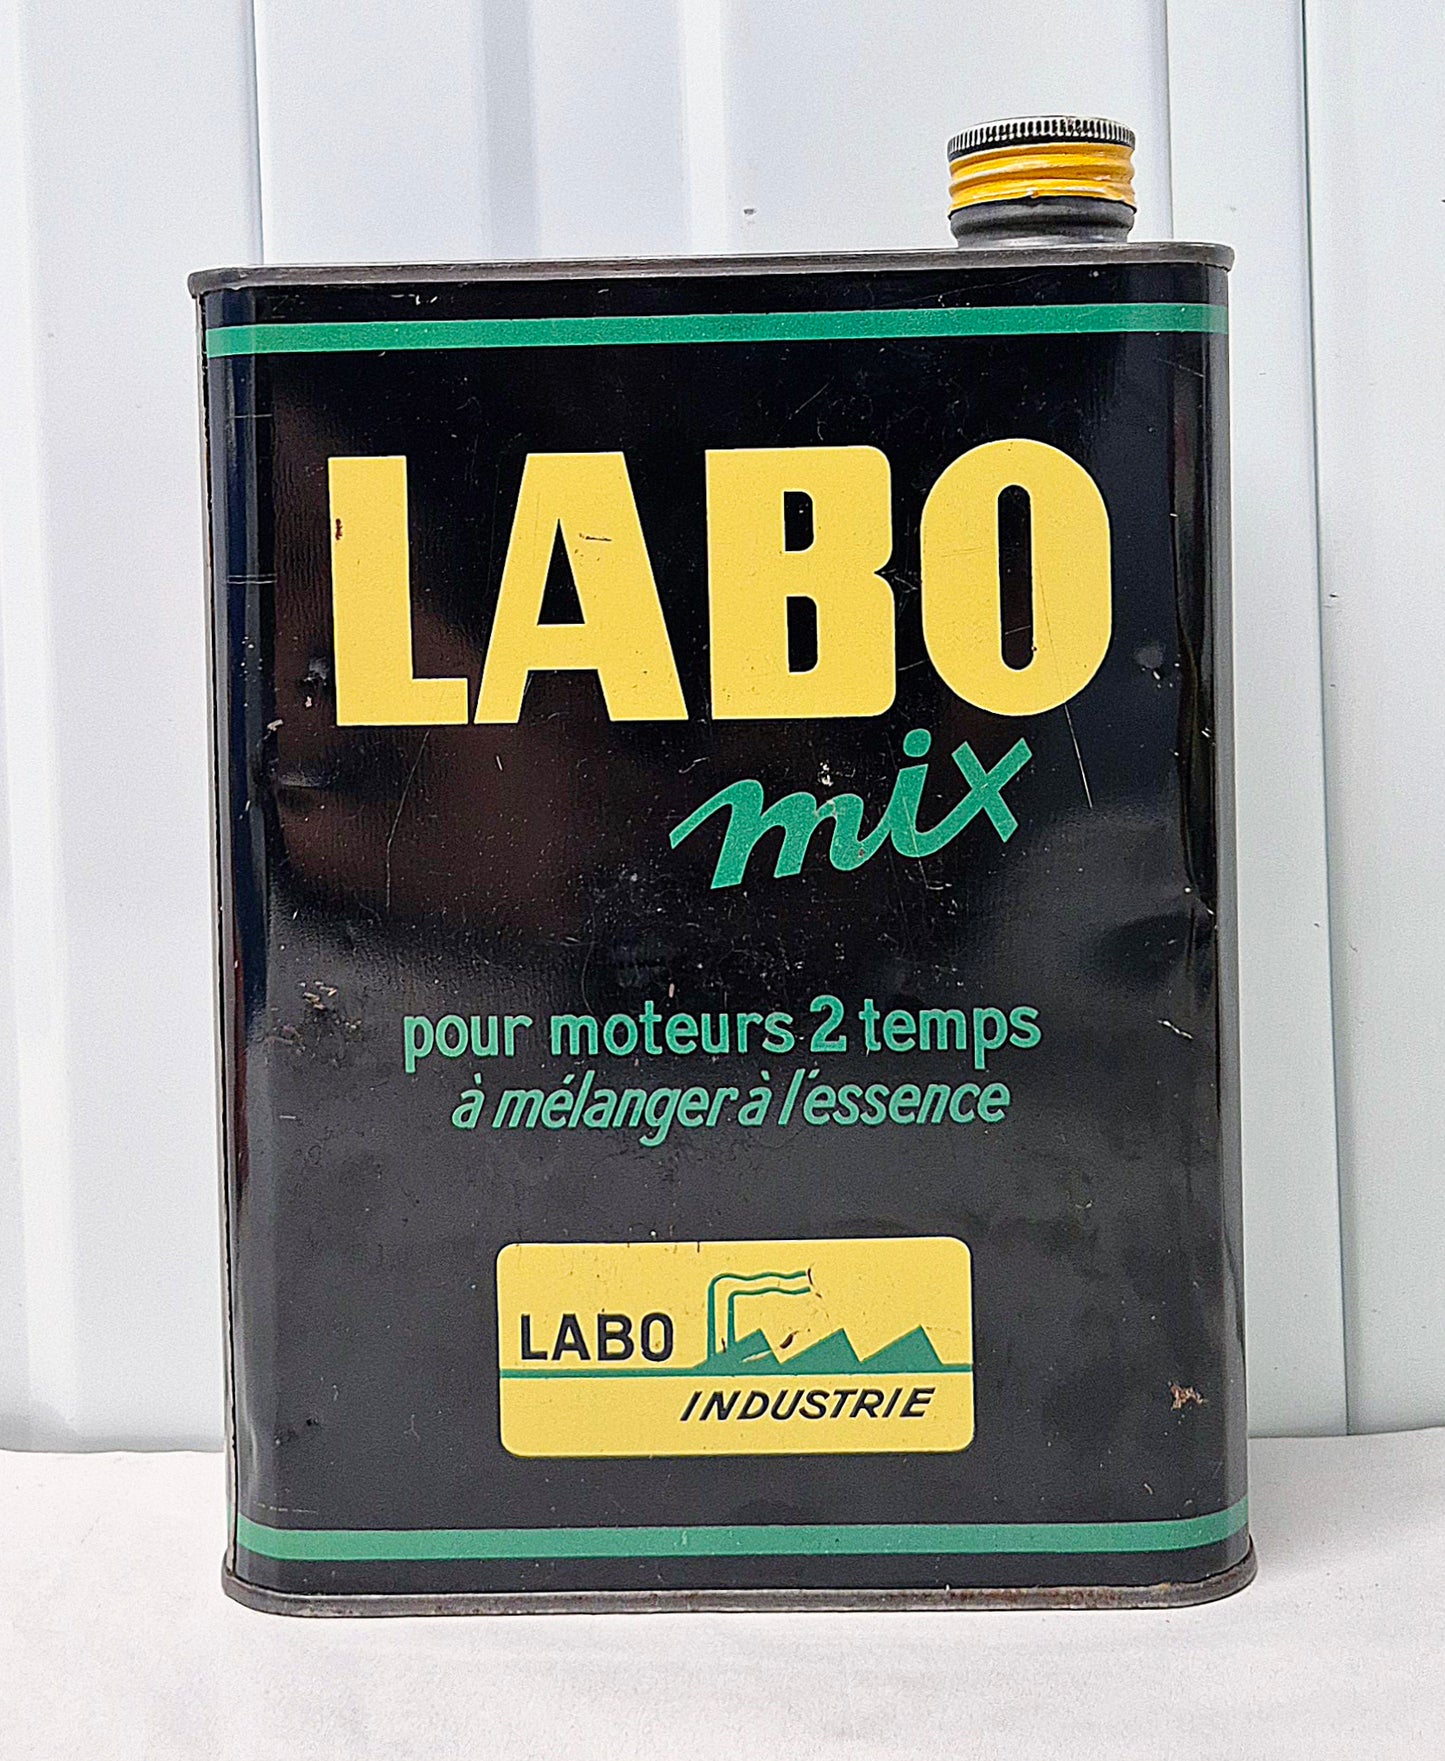 LABO
mix
pour moteurs 2 temps
à mélanger à l'essence
LABO
INDUSTRIE